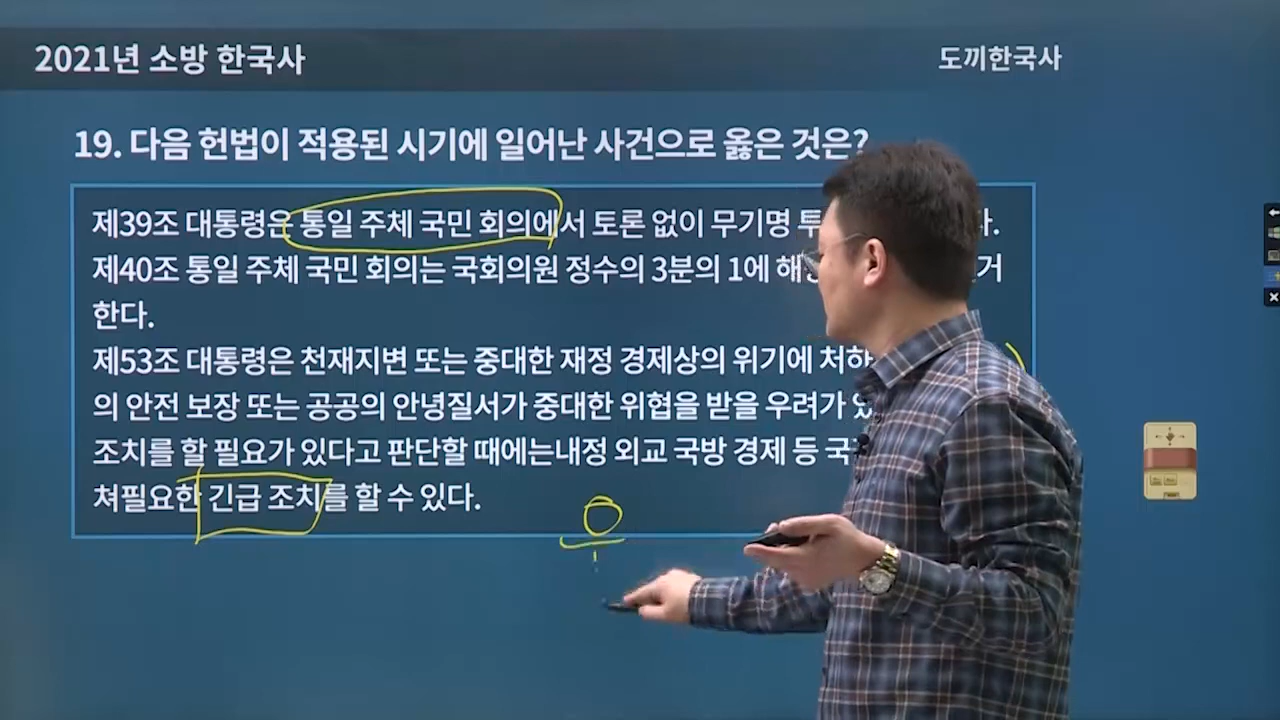 2021년 소방 한국사
도끼한국사
19. 다음 헌법이 적용된 시기에 일어난 사건으로 옳은 것은?
제39조 대통령은 통일 주체 국민 회의에서 토론 없이 무기명
제40조 통일 주체 국민 회의는 국회의원 정수의 3분의 1에
한다.
제53조 대통령은 천재지변 또는 중대한 재정 경제상의 위기에
의 안전 보장 또는 공공의 안녕질서가 중대한 위협을 받을 우려가
조치를 할 필요가 있다고 판단할 때에는내정 외교 국방 경제 등
쳐필요한 긴급 조치를 할 수 있다.